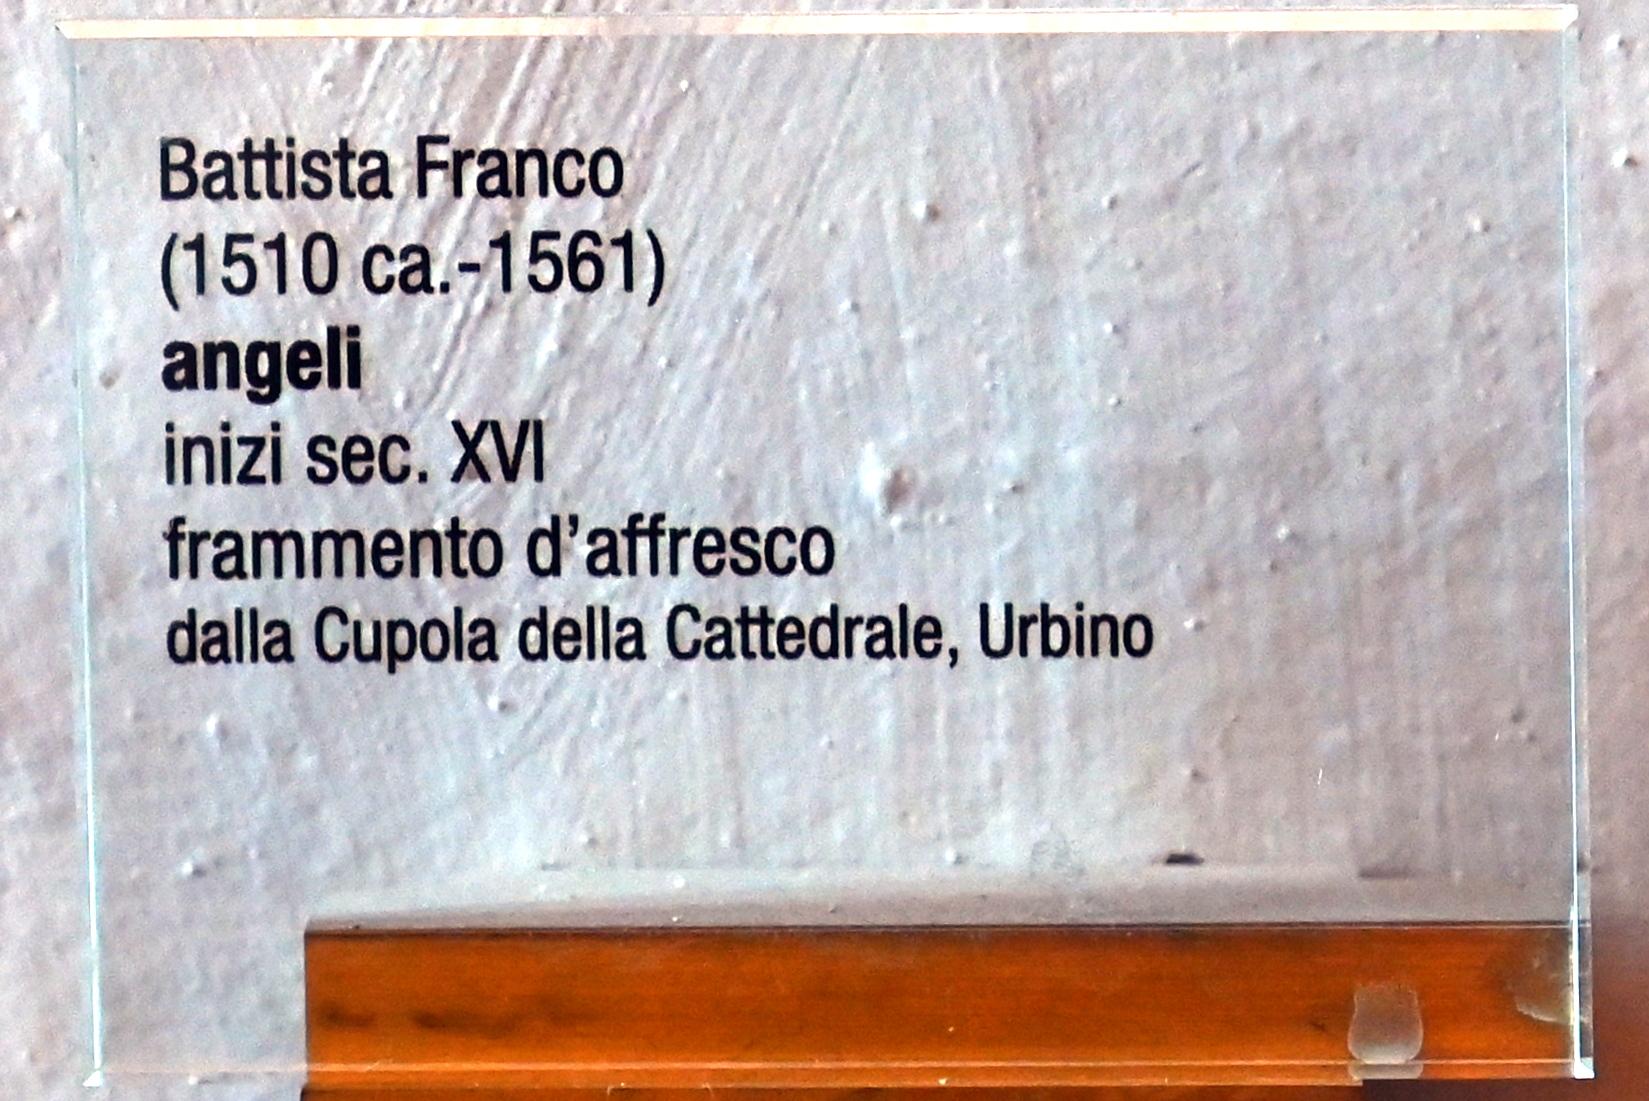 Battista Franco
(1510 ca.-1561)
angeli
inizi sec. XVI
frammento d’affresco
dalla Cupola della Cattedrale, Urbino